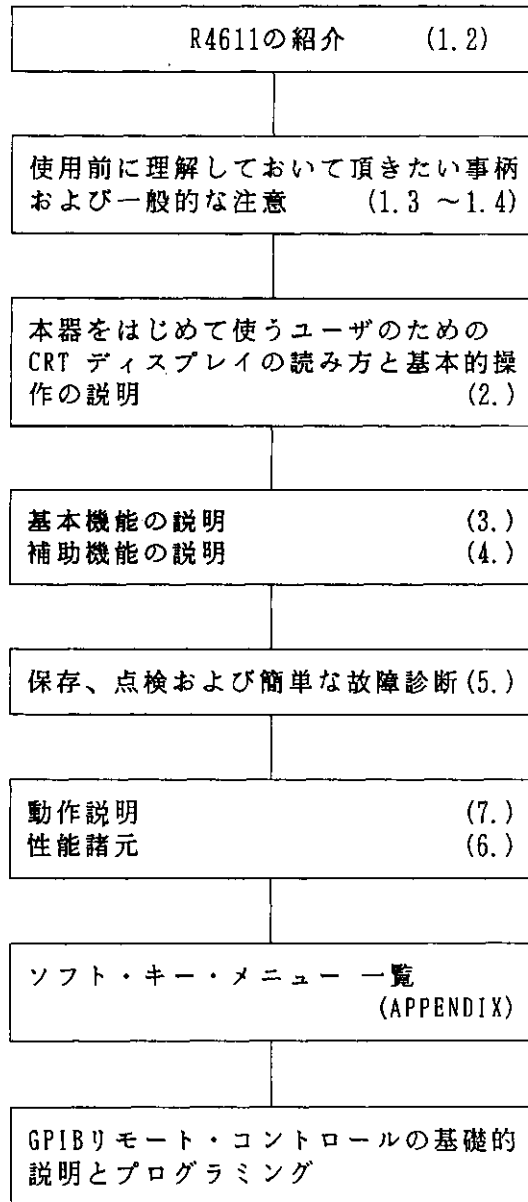 R4611の紹介 (1.2)
使用前に理解しておいて頂きたい事柄
および一般的な注意 (1.3 ~1.4)
本器をはじめて使うユーザのための
CRT ディスプレイの読み方と基本的操
作の説明 (2.)
基本機能の説明 (3.)
補助機能の説明 (4.)
保存、点検および簡単な故障診断(5.)
動作説明 (7.)
性能諸元 (6.)
ソフト・キー・メニュー 一覧
(APPENDIX)
GPIBリモート・コントロールの基礎的
説明とプログラミング